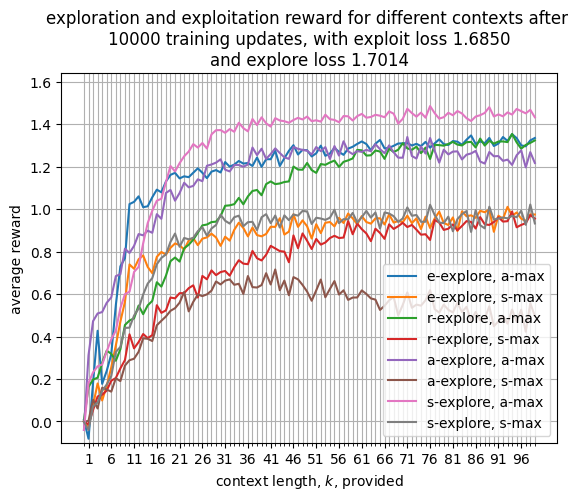 exploration and exploitation reward for different contexts after
10000 training updates, with exploit loss 1.6850
and explore loss 1.7014
1.6
1.4
1.2
1.0
0.8
0.6
0.4
0.2
0.0
average reward
e-explore, a-max
e-explore, s-max
r-explore, a-max
r-explore, s-max
a-explore, a-max
a-explore, s-max
s-explore, a-max
s-explore, s-max
1 6 11 16 21 26 31 36 41 46 51 56 61 66 71 76 81 86 91 96
context length, k, provided